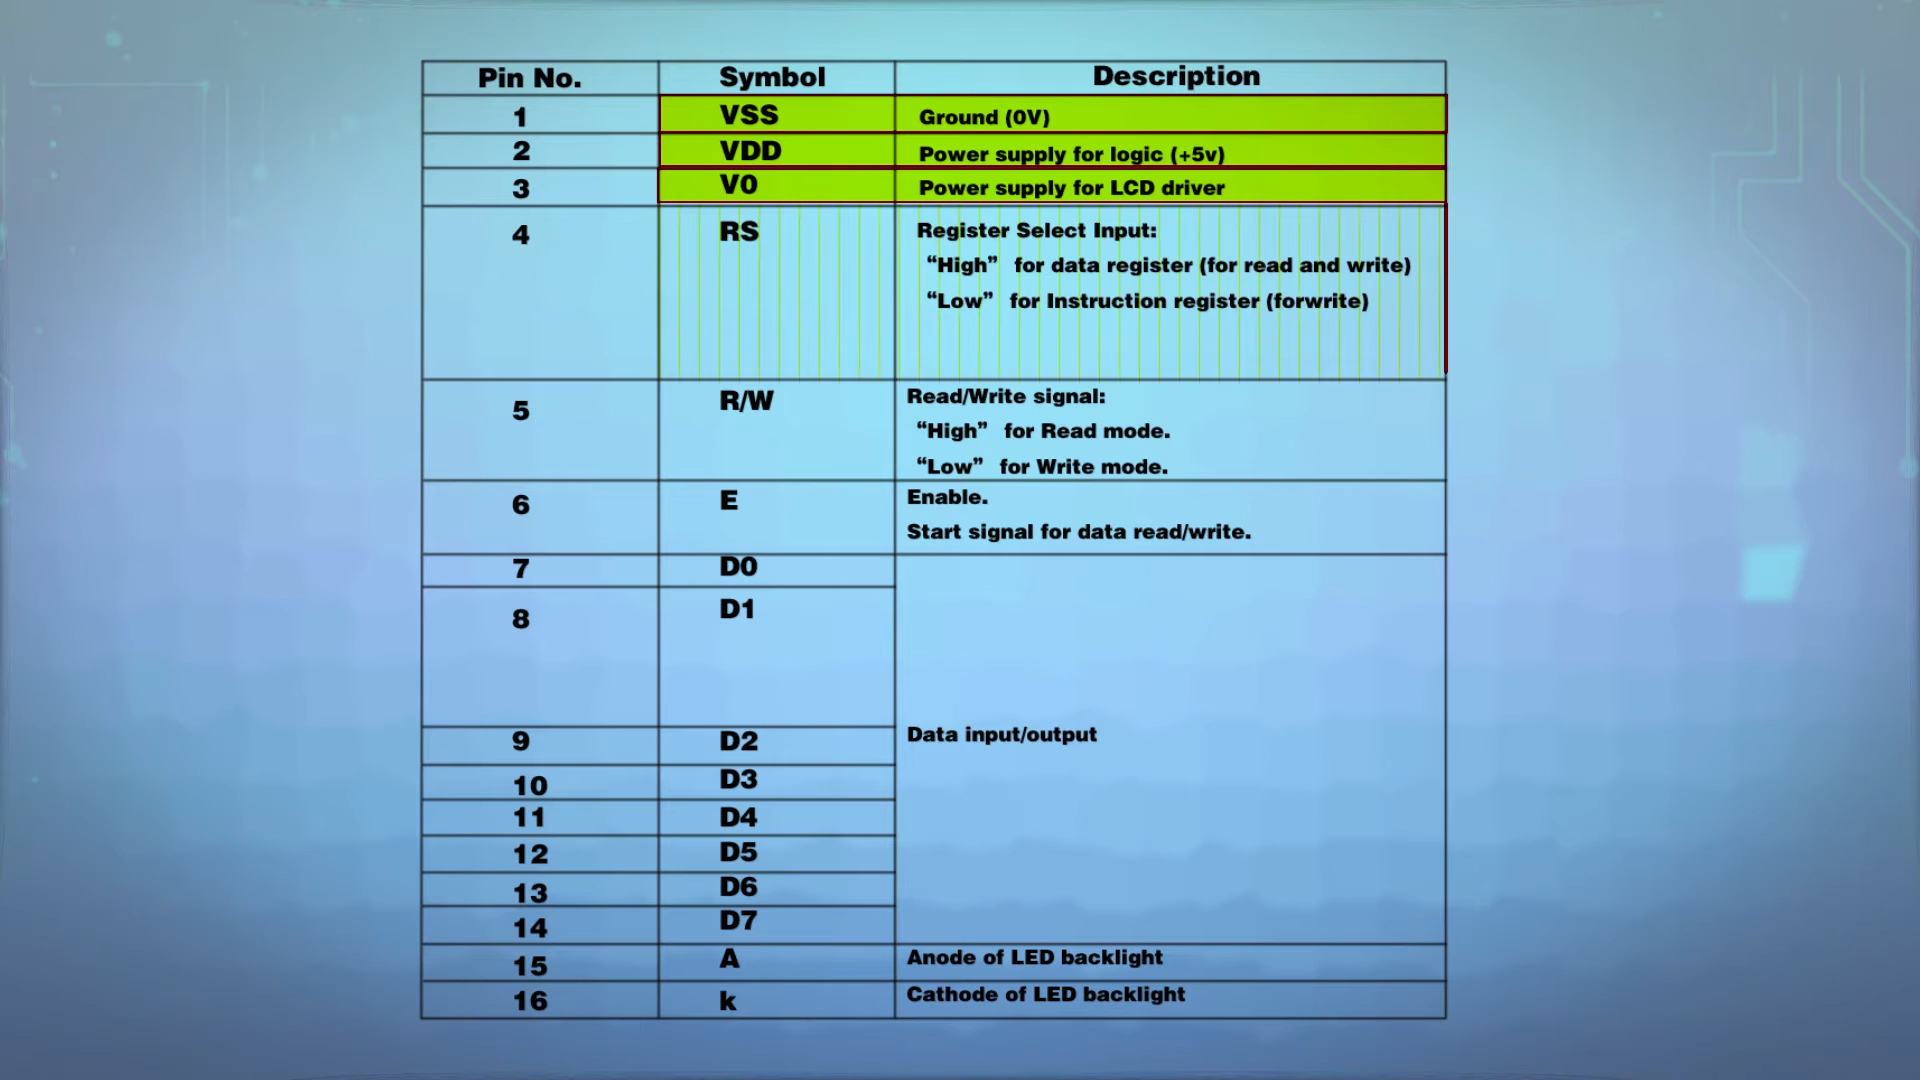 Pin No. Symbol Description
1 VSS Ground (0V)
2 VDD Power supply for logic (+5v)
3 V0 Power supply for LCD driver
4 RS Register Select Input:
“High” for data register (for read and write)
“Low” for Instruction register (forwrite)
5 R/W Read/Write signal:
“High” for Read mode.
“Low” for Write mode.
6 E Enable.
Start signal for data read/write.
7 D0
8 D1
9 D2 Data input/output
10 D3
11 D4
12 D5
13 D6
14 D7
15 A Anode of LED backlight
16 k Cathode of LED backlight